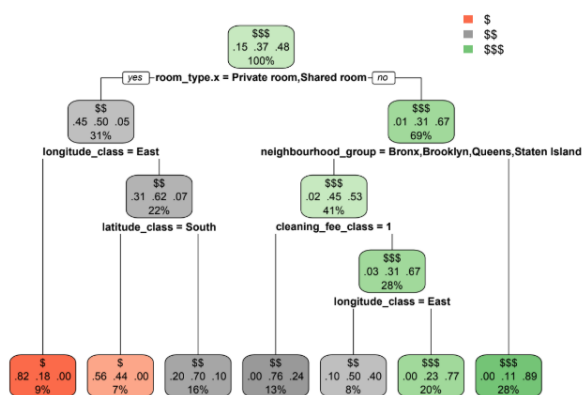 $
$$
$$$
$$$
.15 .37 .48
100%
yes room_type.x = Private room,Shared room no
$$
.45 .50 .05
31%
longitude_class = East
$$$
.01 .31 .67
69%
neighbourhood_group = Bronx,Brooklyn,Queens,Staten Island
$$
.31 .62 .07
22%
latitude_class = South
$$$
.02 .45 .53
41%
cleaning_fee_class = 1
$$$
.03 .31 .67
28%
longitude_class = East
$
.82 .18 .00
9%
$
.56 .44 .00
7%
$$
.20 .70 .10
16%
$$
.00 .76 .24
13%
$$
.10 .50 .40
8%
$$$
.00 .23 .77
20%
$$$
.00 .11 .89
28%